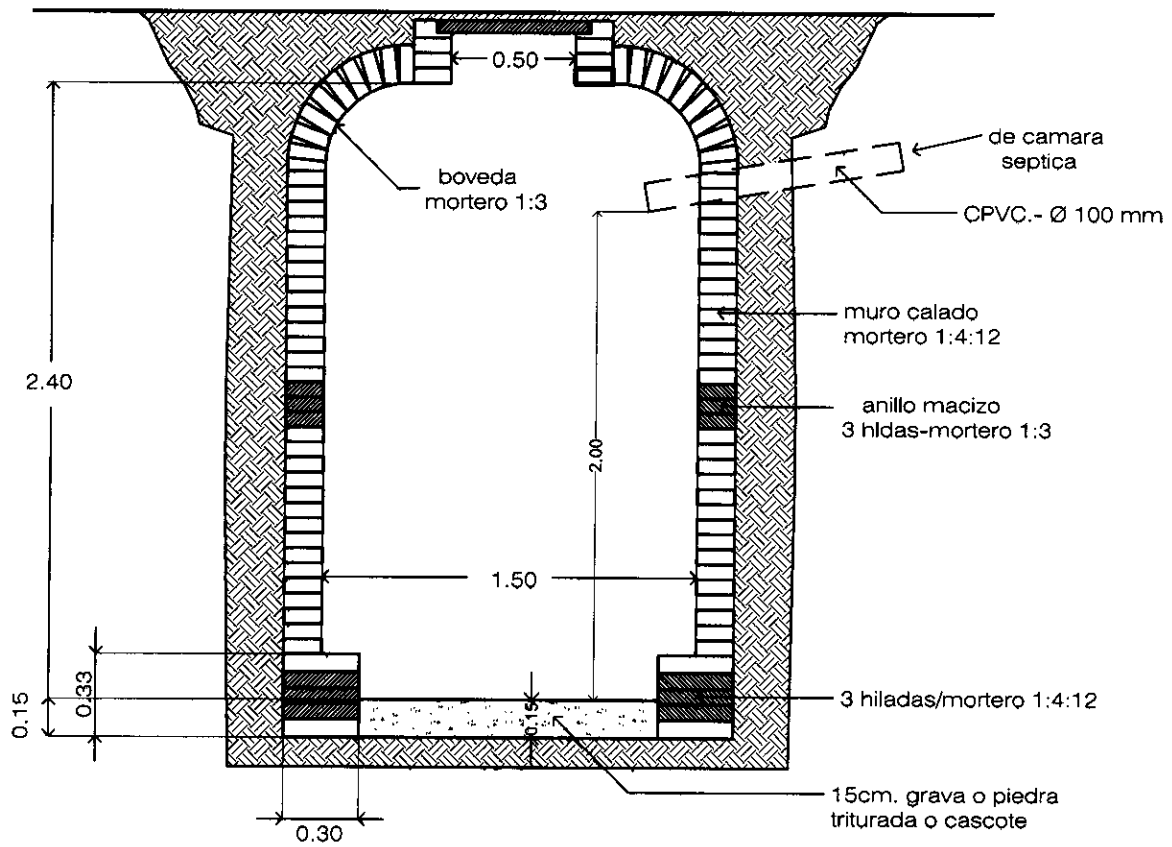 0.50
de camara
septica
boveda
mortero 1:3
CPVC.- Ø 100 mm
muro calado
mortero 1:4:12
2.40
anillo macizo
3 hldas-mortero 1:3
2.00
1.50
0.33
0.15
0.15
3 hiladas/mortero 1:4:12
15cm. grava o piedra
triturada o cascote
0.30